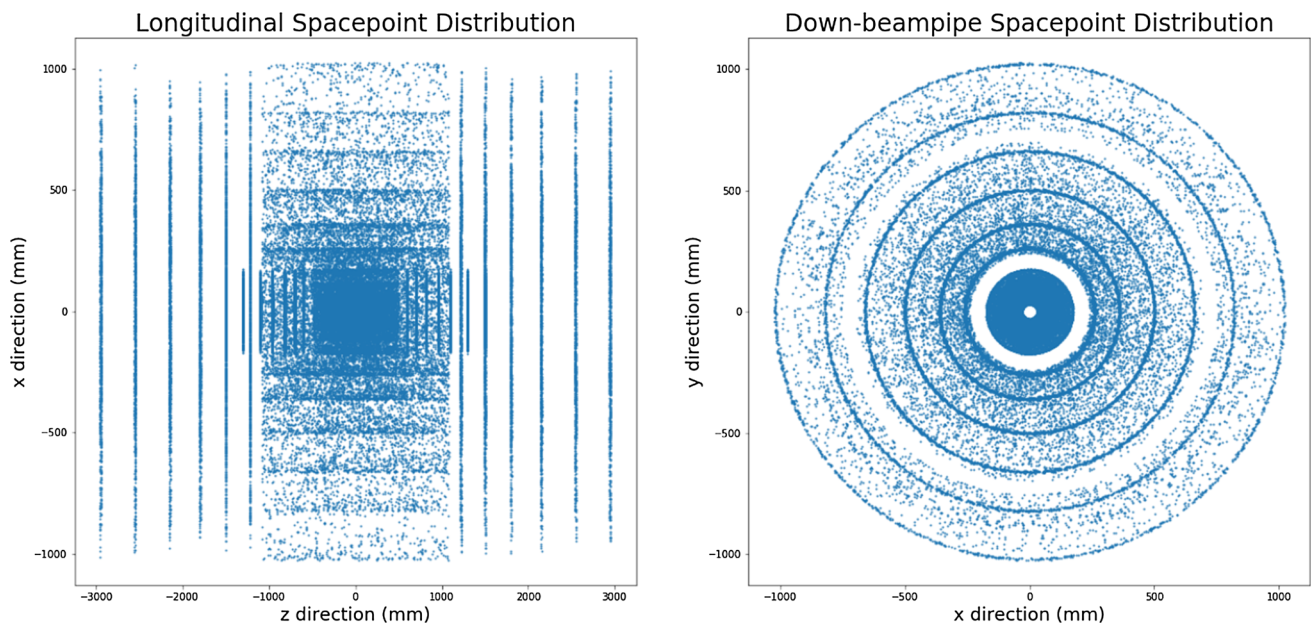 Longitudinal Spacepoint Distribution
1000
500
0
−500
−1000
x direction (mm)
−3000 −2000 −1000 0 1000 2000 3000
z direction (mm)
Down-beampipe Spacepoint Distribution
1000
500
0
−500
−1000
y direction (mm)
−1000 −500 0 500 1000
x direction (mm)